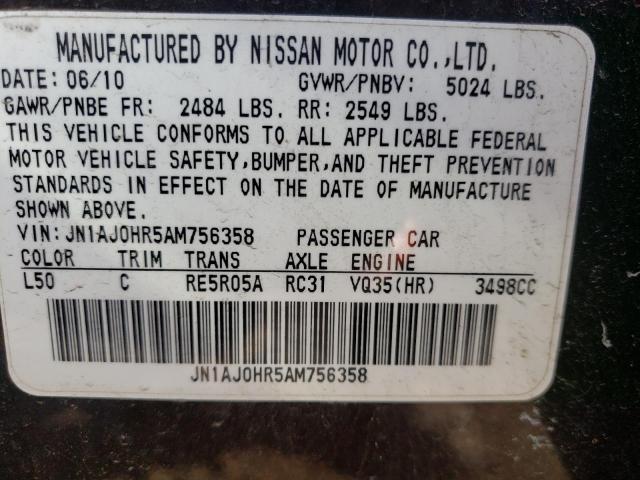 MANUFACTURED BY NISSAN MOTOR CO.,LTD.
DATE: 06/10 GVWR/PNBV: 5024 LBS.
GAWR/PNBE FR: 2484 LBS. RR: 2549 LBS.
THIS VEHICLE CONFORMS TO ALL APPLICABLE FEDERAL
MOTOR VEHICLE SAFETY,BUMPER,AND THEFT PREVENTION
STANDARDS IN EFFECT ON THE DATE OF MANUFACTURE
SHOWN ABOVE.
VIN:JN1AJ0HR5AM756358 PASSENGER CAR
COLOR TRIM TRANS AXLE ENGINE
L50 C RE5R05A RC31 VQ35(HR) 3498CC
JN1AJ0HR5AM756358